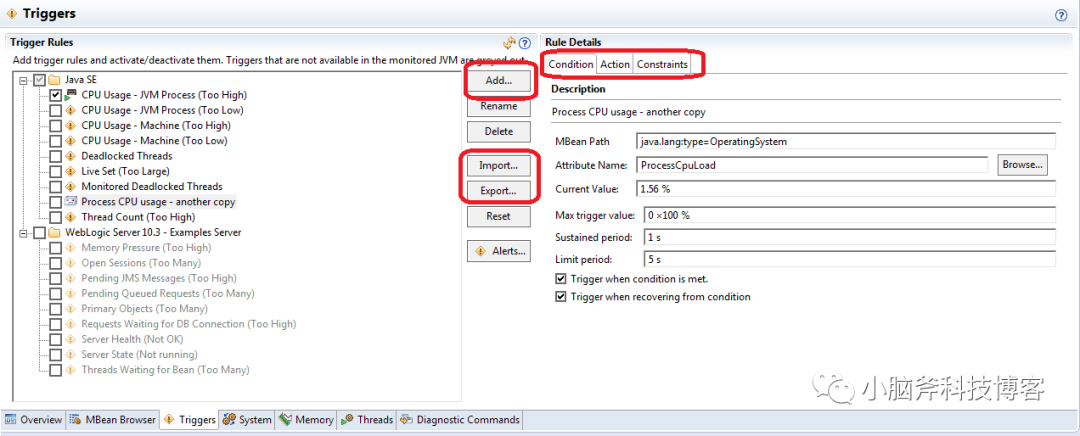 Triggers
Trigger Rules
Add trigger rules and activate/deactivate them. Triggers that are not available in the monitored JVM are greyed out.
Java SE
CPU Usage - JVM Process (Too High)
CPU Usage - JVM Process (Too Low)
CPU Usage - Machine (Too High)
CPU Usage - Machine (Too Low)
Deadlocked Threads
Live Set (Too Large)
Monitored Deadlocked Threads
Process CPU usage - another copy
Thread Count (Too High)
WebLogic Server 10.3 - Examples Server
Memory Pressure (Too High)
Open Sessions (Too Many)
Pending JMS Messages (Too High)
Pending Queued Requests (Too Many)
Primary Objects (Too Many)
Requests Waiting for DB Connection (Too High)
Server Health (Not OK)
Server State (Not running)
Threads Waiting for Bean (Too Many)
Add...
Rename
Delete
Import...
Export...
Reset
Alerts...
Rule Details
Condition Action Constraints
Description
Process CPU usage - another copy
MBean Path java.lang:type=OperatingSystem
Attribute Name: ProcessCpuLoad Browse...
Current Value: 1.56 %
Max trigger value: 0 ×100 %
Sustained period: 1 s
Limit period: 5 s
Trigger when condition is met.
Trigger when recovering from condition
小脑斧科技博客
Overview MBean Browser Triggers System Memory Threads Diagnostic Commands